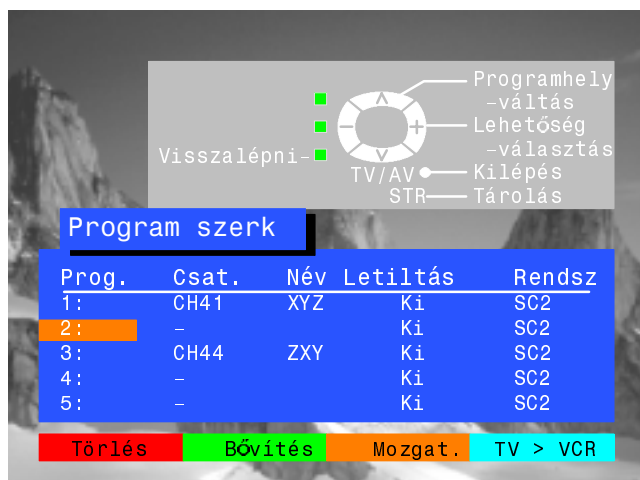 Programhely
-váltás
Lehetőség
-választás
Visszalépni-
TV/AV Kilépés
STR Tárolás
Program szerk
Prog. Csat. Név Letiltás Rendsz
1: CH41 XYZ Ki SC2
2: - Ki SC2
3: CH44 ZXY Ki SC2
4: - Ki SC2
5: - Ki SC2
Törlés Bővítés Mozgat. TV > VCR